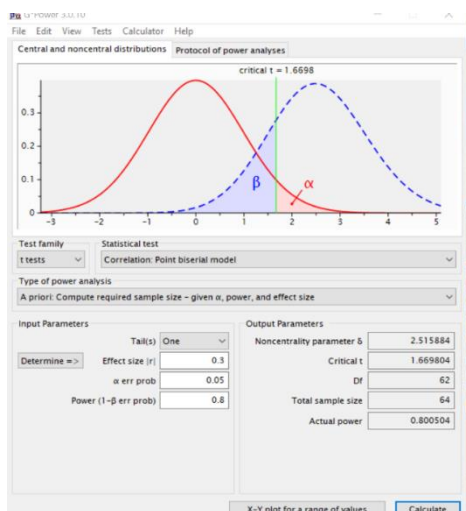 G*Power 3.0.10
File Edit View Tests Calculator Help
Central and noncentral distributions Protocol of power analyses
critical t = 1.6698
0.3
0.2
0.1
0
β
α
-3 -2 -1 0 1 2 3 4 5
Test family Statistical test
t tests Correlation: Point biserial model
Type of power analysis
A priori: Compute required sample size - given α, power, and effect size
Input Parameters Output Parameters
Tail(s) One Noncentrality parameter δ 2.515884
Determine => Effect size |r| 0.3 Critical t 1.669804
α err prob 0.05 Df 62
Power (1-β err prob) 0.8 Total sample size 64
Actual power 0.800504
X-Y plot for a range of values Calculate